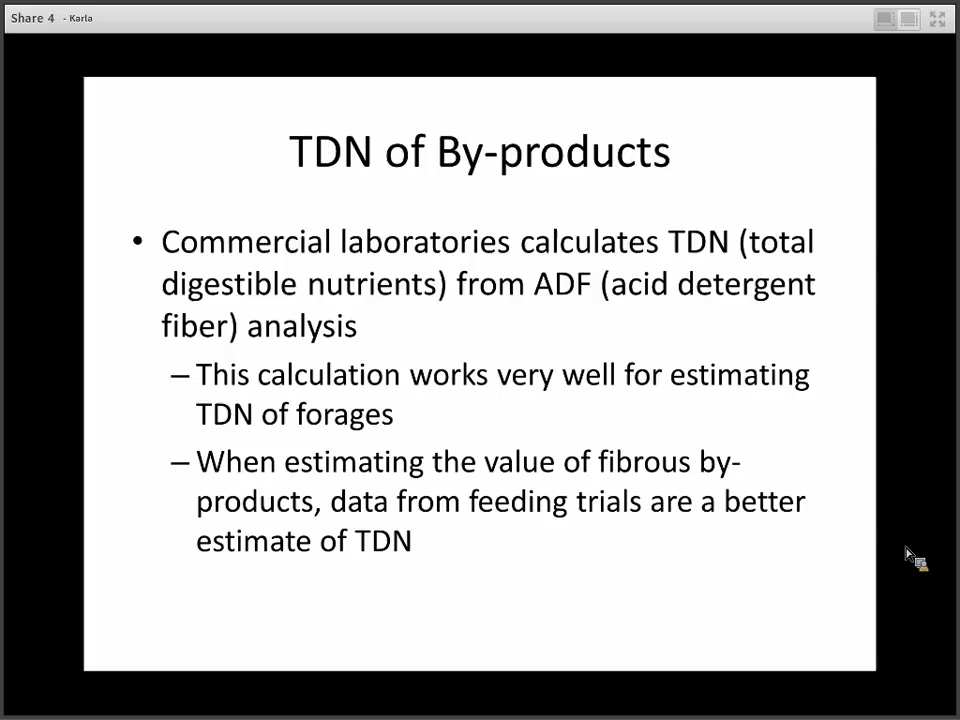 Share 4 - Karla
TDN of By-products
• Commercial laboratories calculates TDN (total
digestible nutrients) from ADF (acid detergent
fiber) analysis
– This calculation works very well for estimating
TDN of forages
– When estimating the value of fibrous by-
products, data from feeding trials are a better
estimate of TDN